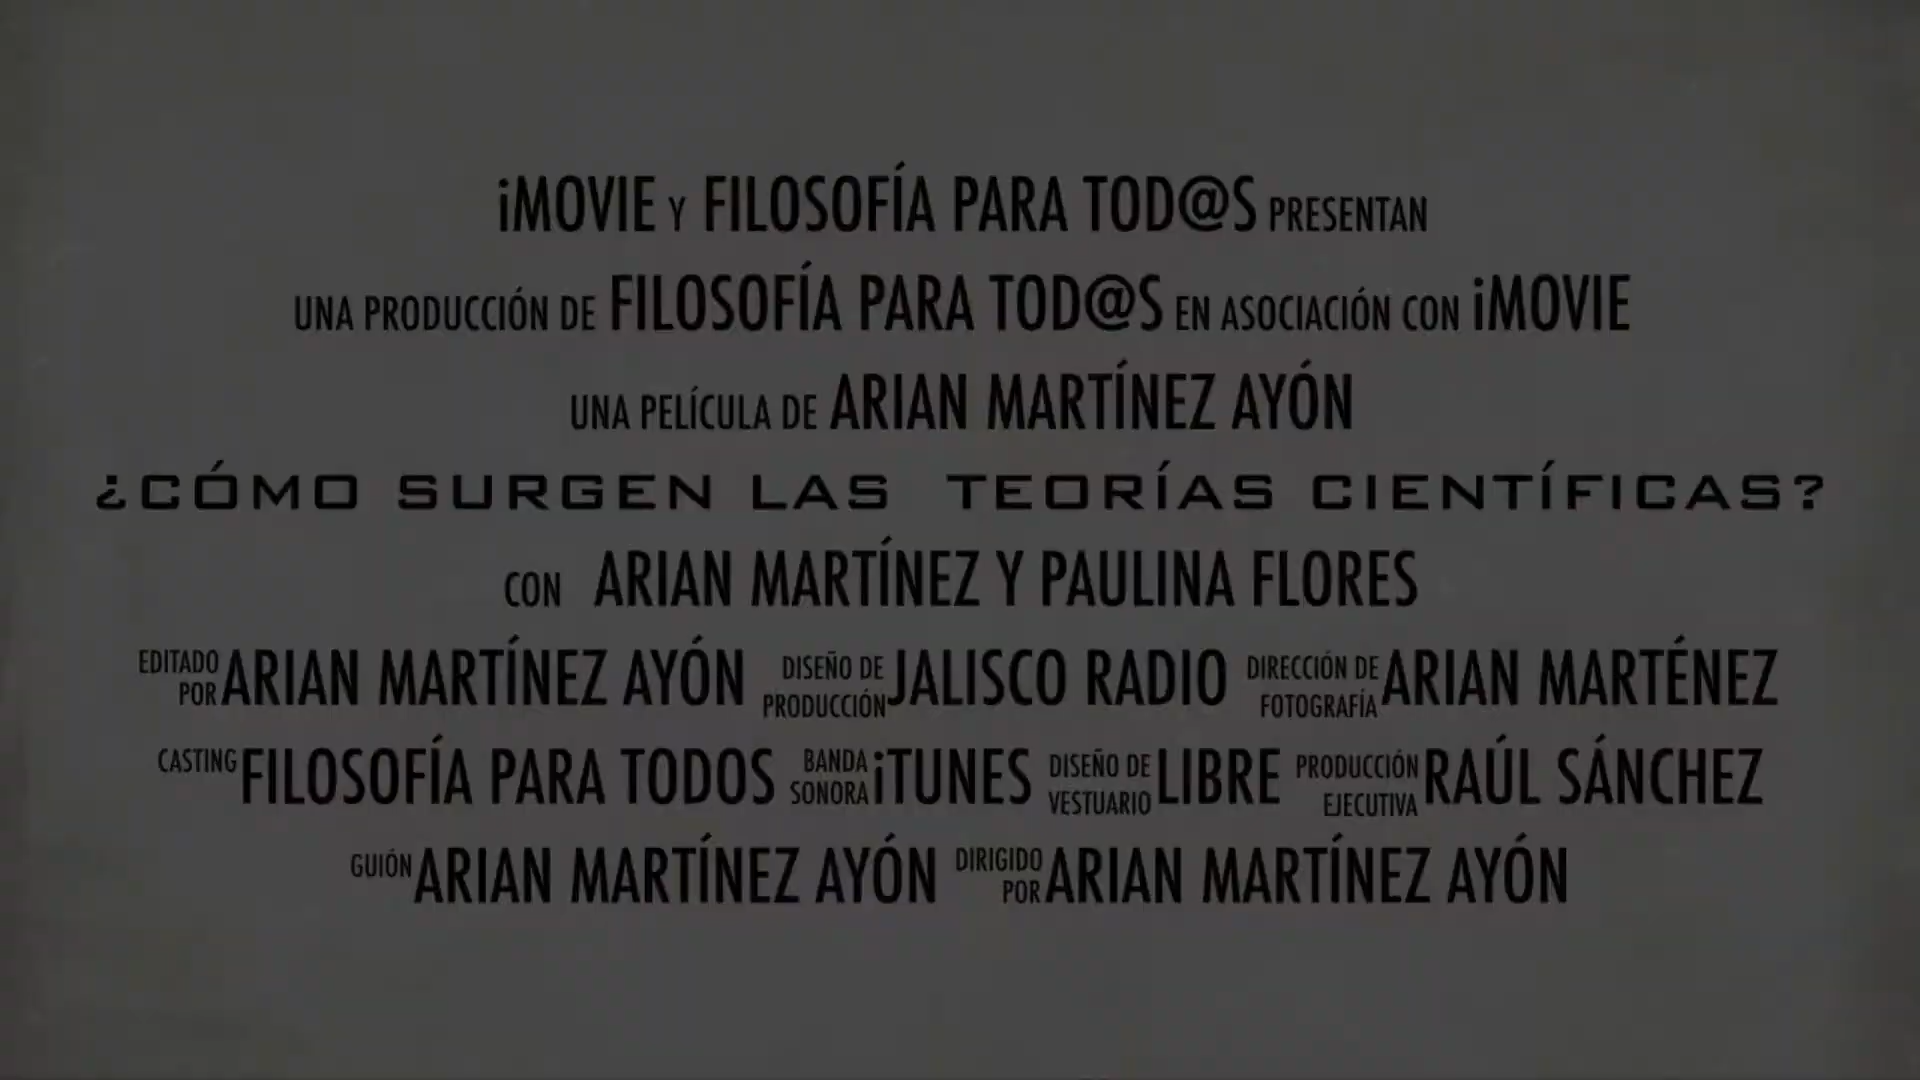 iMOVIE Y FILOSOFÍA PARA TOD@S PRESENTAN
UNA PRODUCCIÓN DE FILOSOFÍA PARA TOD@S EN ASOCIACIÓN CON iMOVIE
UNA PELÍCULA DE ARIAN MARTÍNEZ AYÓN
¿CÓMO SURGEN LAS TEORÍAS CIENTÍFICAS?
CON ARIAN MARTÍNEZ Y PAULINA FLORES
EDITADO POR ARIAN MARTÍNEZ AYÓN DISEÑO DE PRODUCCIÓN JALISCO RADIO DIRECCIÓN DE FOTOGRAFÍA ARIAN MARTÉNEZ
CASTING FILOSOFÍA PARA TODOS BANDA SONORA iTUNES DISEÑO DE VESTUARIO LIBRE PRODUCCIÓN EJECUTIVA RAÚL SÁNCHEZ
GUIÓN ARIAN MARTÍNEZ AYÓN DIRIGIDO POR ARIAN MARTÍNEZ AYÓN